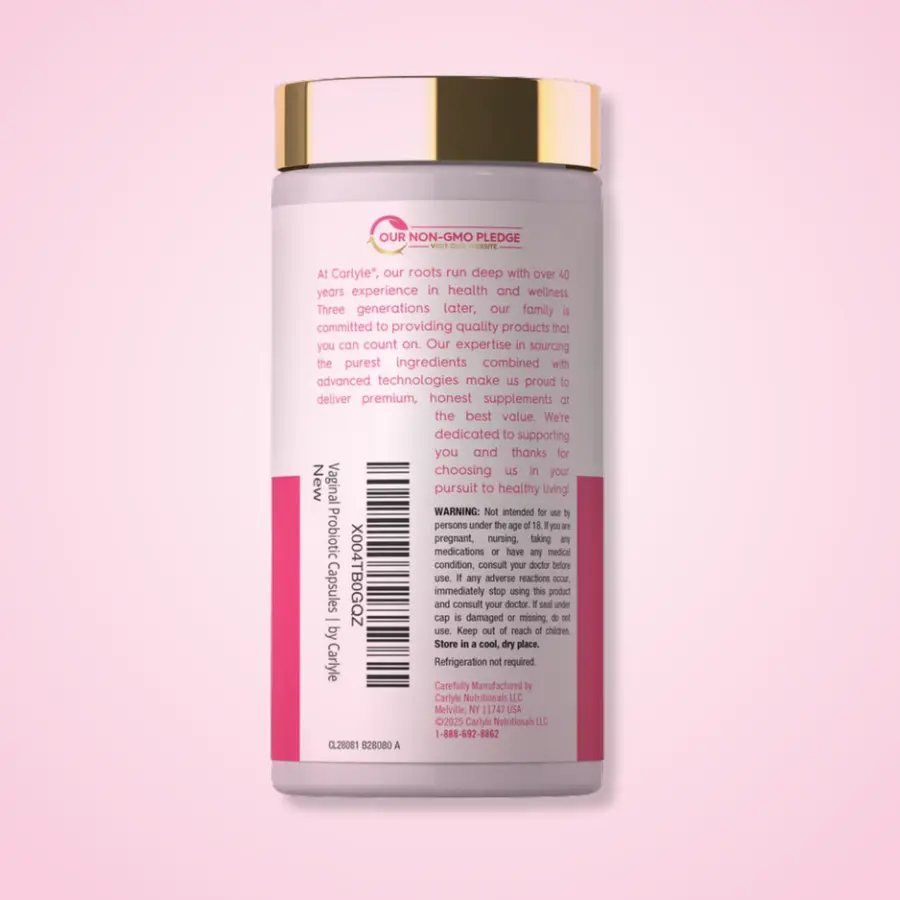 OUR NON-GMO PLEDGE
VISIT OUR WEBSITE
At Carlyle®, our roots run deep with over 40
years experience in health and wellness.
Three generations later, our family is
committed to providing quality products that
you can count on. Our expertise in sourcing
the purest ingredients combined with
advanced technologies make us proud to
deliver premium, honest supplements at
the best value. We're
dedicated to supporting
you and thanks for
choosing us in your
pursuit to healthy living!
WARNING: Not intended for use by
persons under the age of 18. If you are
pregnant, nursing, taking any
medications or have any medical
condition, consult your doctor before
use. If any adverse reactions occur,
immediately stop using this product
and consult your doctor. If seal under
cap is damaged or missing, do not
use. Keep out of reach of children.
Store in a cool, dry place.
Refrigeration not required.
Carefully Manufactured by
Carlyle Nutritionals LLC
Melville, NY 11747 USA
©2025 Carlyle Nutritionals LLC
1-888-692-8862
X004TB0GQZ
Vaginal Probiotic Capsules | by Carlyle
New
CL28081 B28080 A